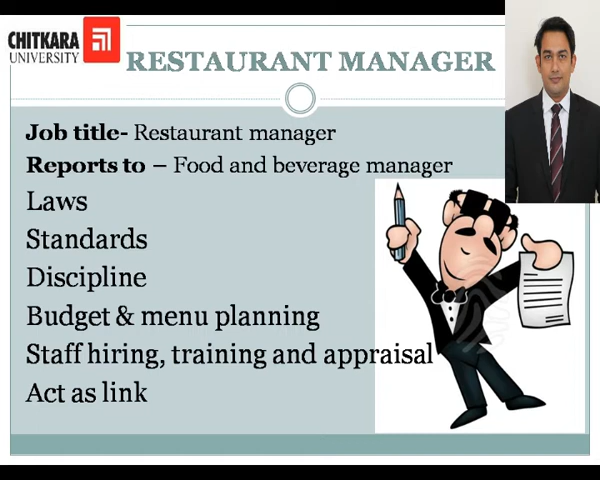 CHITKARA
UNIVERSITY
RESTAURANT MANAGER
Job title- Restaurant manager
Reports to – Food and beverage manager
Laws
Standards
Discipline
Budget & menu planning
Staff hiring, training and appraisal
Act as link